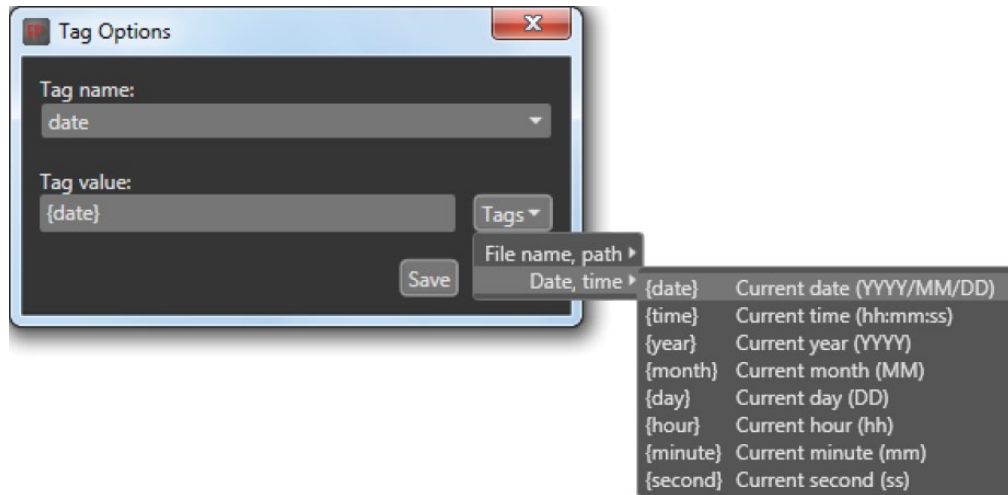 FP Tag Options
Tag name:
date
Tag value:
{date}
Tags
File name, path
Save
Date, time
{date} Current date (YYYY/MM/DD)
{time} Current time (hh:mm:ss)
{year} Current year (YYYY)
{month} Current month (MM)
{day} Current day (DD)
{hour} Current hour (hh)
{minute} Current minute (mm)
{second} Current second (ss)